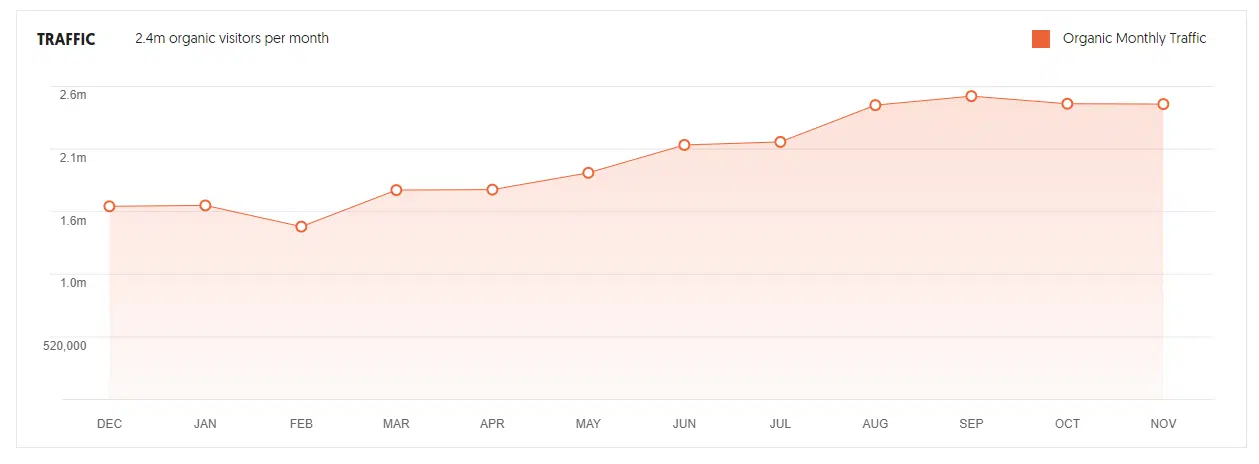 TRAFFIC 2.4m organic visitors per month Organic Monthly Traffic
2.6m
2.1m
1.6m
1.0m
520,000
DEC JAN FEB MAR APR MAY JUN JUL AUG SEP OCT NOV